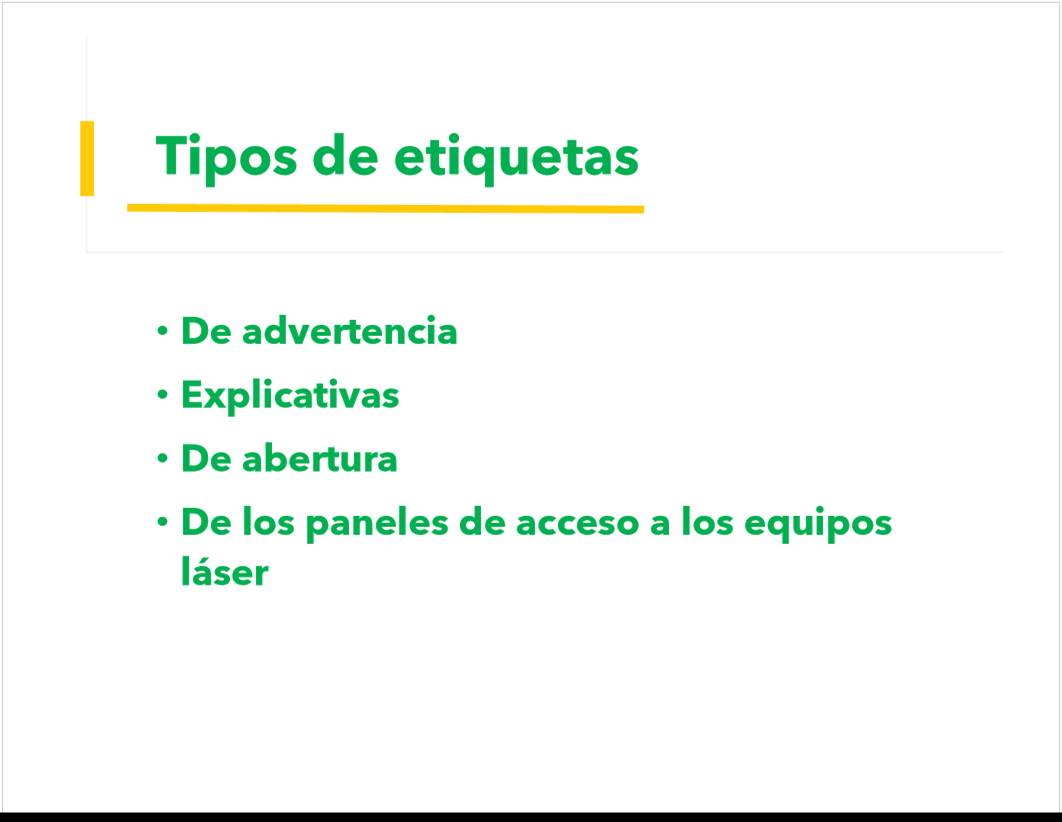 Tipos de etiquetas
• De advertencia
• Explicativas
• De abertura
• De los paneles de acceso a los equipos
láser